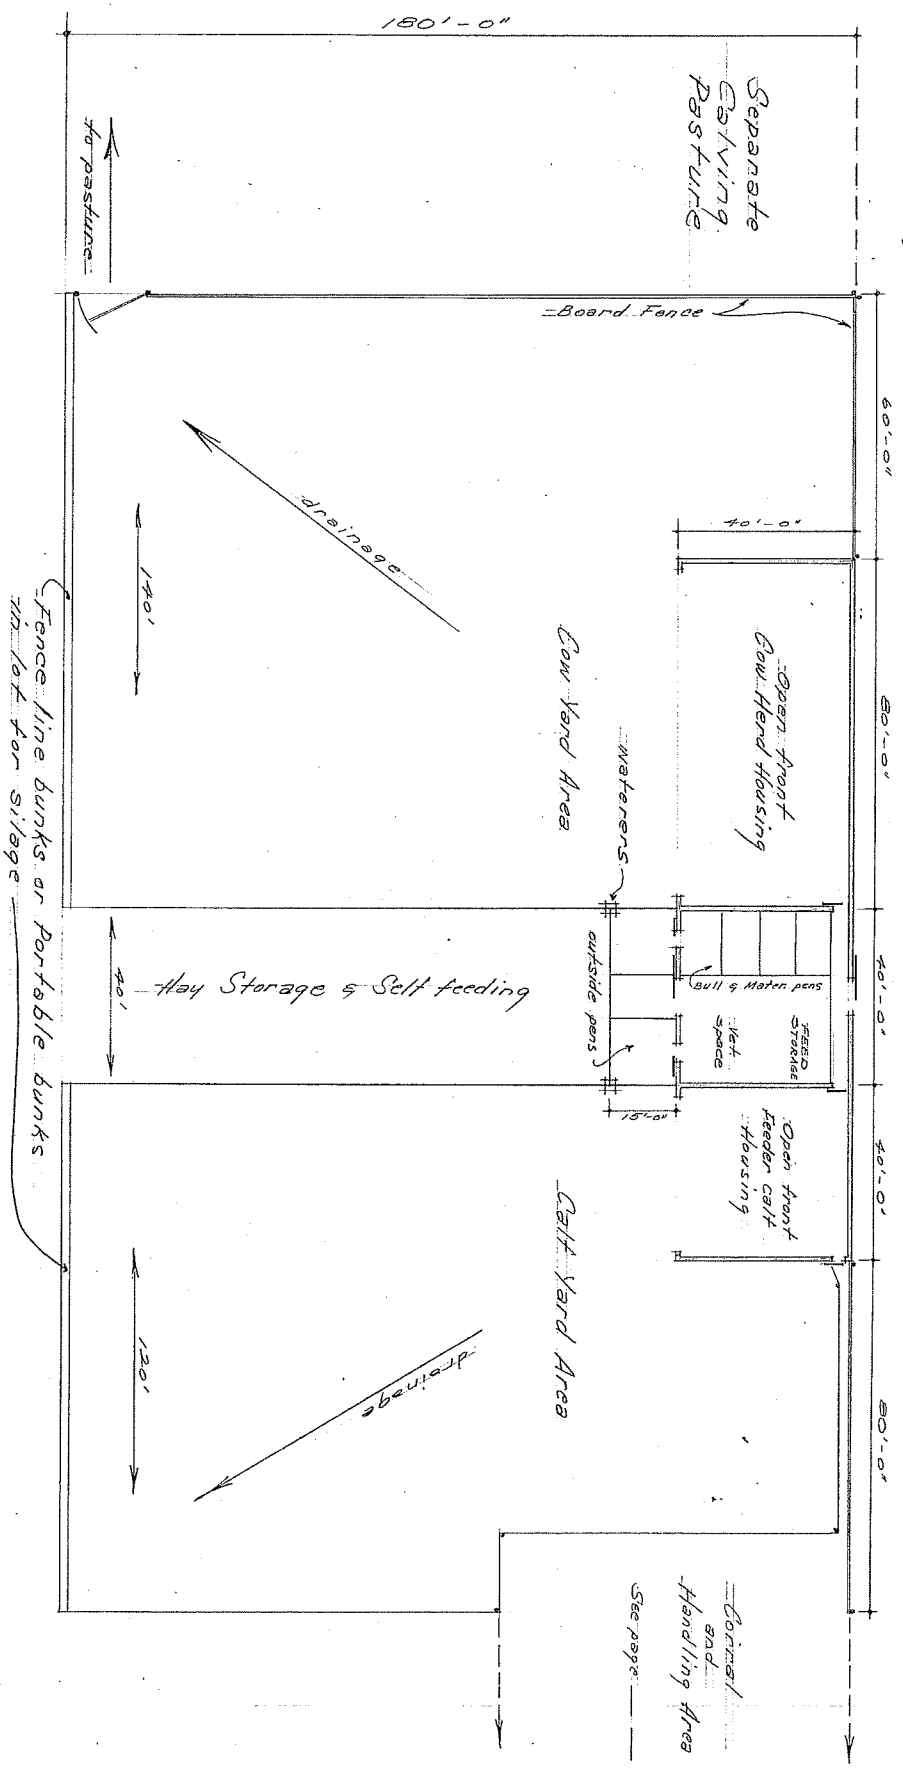 180'-0"
Separate
Calving
Pasture
to pasture
Board Fence
60'-0"
80'-0"
40'-0"
40'-0"
80'-0"
40'-0"
Open front
Cow Herd Housing
drainage
140'
Cow Yard Area
waterers
Bull & Mater pens
FEED
STORAGE
Vet
space
outside pens
15'-0"
Hay Storage & Self feeding
40'
Open front
Feeder calf
Housing
Calf Yard Area
drainage
120'
Fence line bunks or Portable bunks
in lot for silage
Corral
and
Handling Area
See page